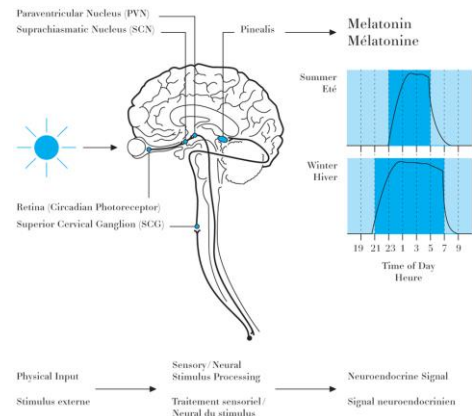 Paraventricular Nucleus (PVN)
Suprachiasmatic Nucleus (SCN)
Pinealis
Melatonin
Mélatonine
Summer
Eté
Winter
Hiver
Retina (Circadian Photoreceptor)
Superior Cervical Ganglion (SCG)
19 21 23 1 3 5 7 9
Time of Day
Heure
Physical Input
Stimulus externe
Sensory/Neural
Stimulus Processing
Traitement sensoriel/
Neural du stimulus
Neuroendocrine Signal
Signal neuroendocrinien